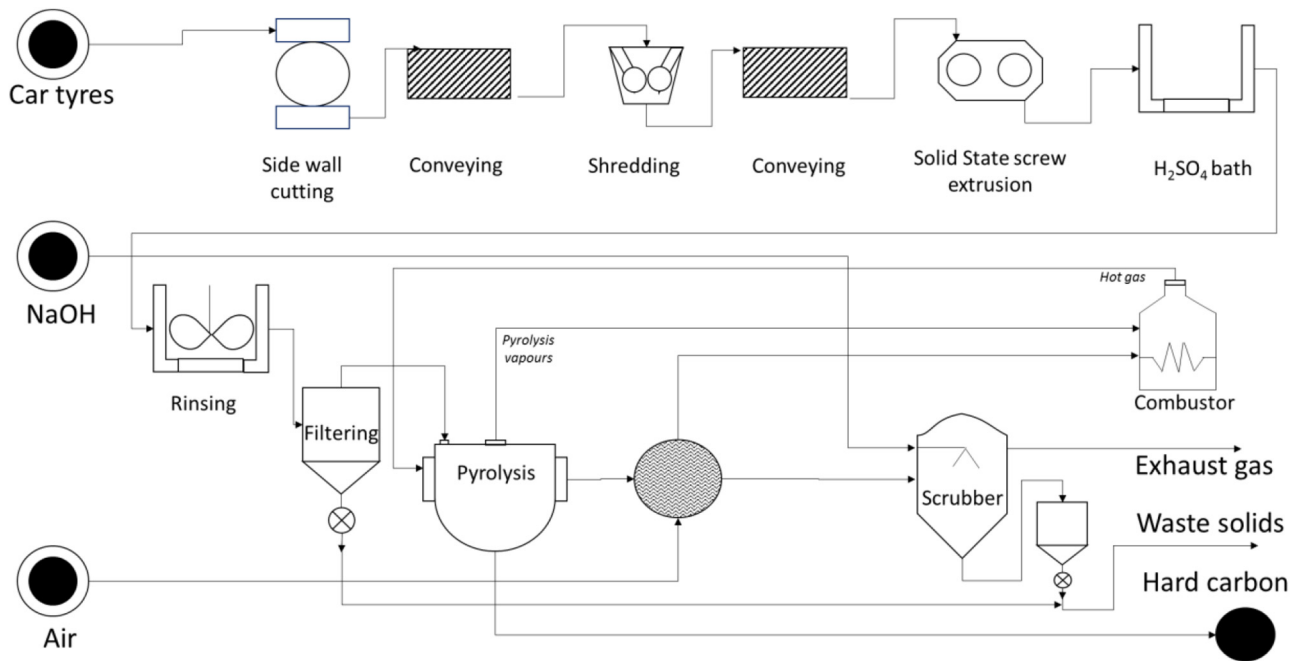 Car tyres
Side wall
cutting
Conveying
Shredding
Conveying
Solid State screw
extrusion
H₂SO₄ bath
NaOH
Hot gas
Pyrolysis
vapours
Rinsing
Filtering
Combustor
Pyrolysis
Scrubber
Exhaust gas
Waste solids
Hard carbon
Air